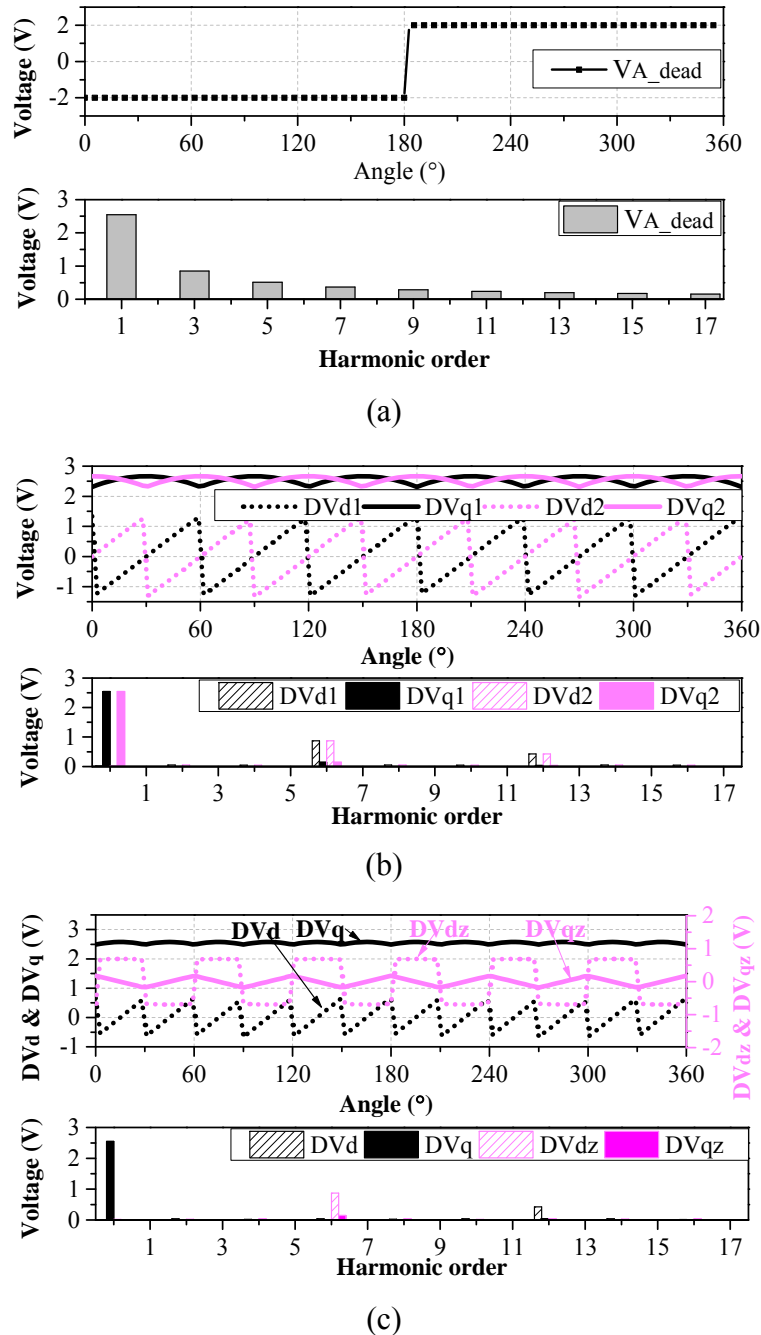 Voltage (V)
2
0
-2
VA_dead
0 60 120 180 240 300 360
Angle (°)
Voltage (V)
3
2
1
0
VA_dead
1 3 5 7 9 11 13 15 17
Harmonic order
(a)
Voltage (V)
3
2
1
0
-1
DVd1 DVq1 DVd2 DVq2
0 60 120 180 240 300 360
Angle (°)
Voltage (V)
3
2
1
0
DVd1 DVq1 DVd2 DVq2
1 3 5 7 9 11 13 15 17
Harmonic order
(b)
DVd & DVq (V)
3
2
1
0
-1
DVd DVq DVdz DVqz
2
1
0
-1
-2
DVdz & DVqz (V)
0 60 120 180 240 300 360
Angle (°)
Voltage (V)
3
2
1
0
DVd DVq DVdz DVqz
1 3 5 7 9 11 13 15 17
Harmonic order
(c)